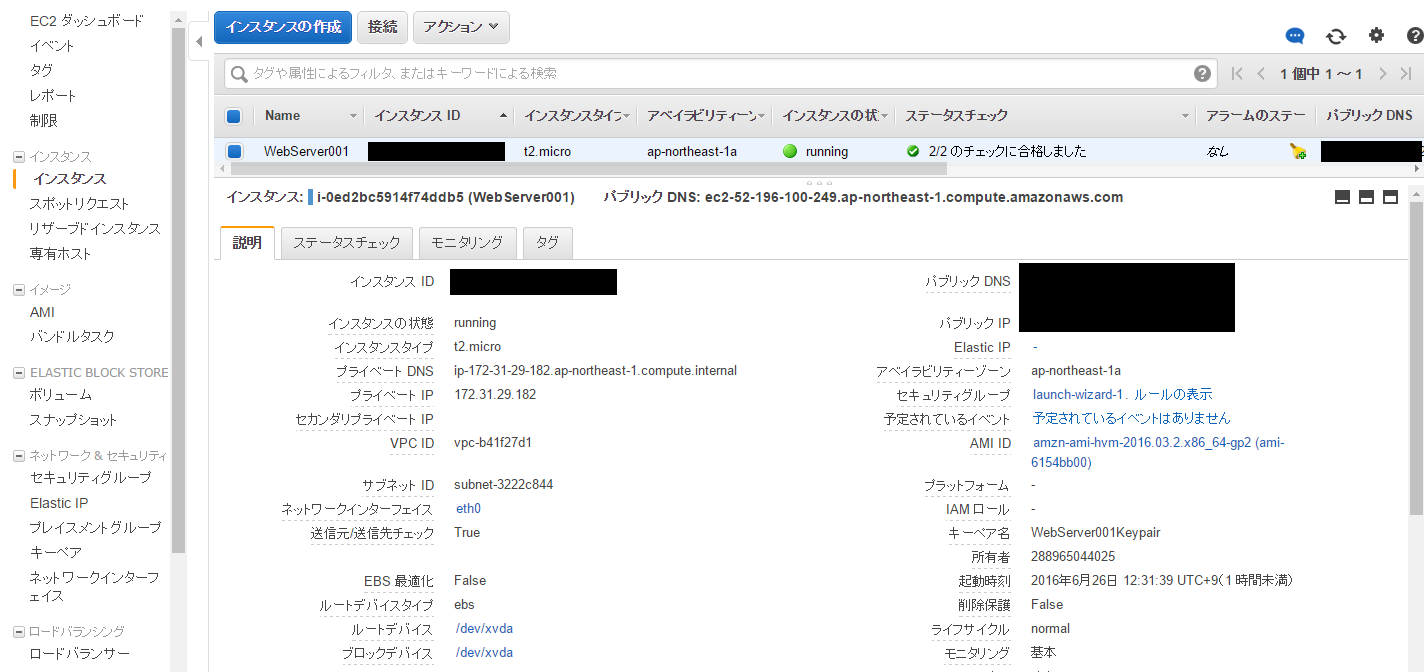 EC2 ダッシュボード
イベント
タグ
レポート
制限
インスタンス
インスタンス
スポットリクエスト
リザーブドインスタンス
専有ホスト
イメージ
AMI
バンドルタスク
ELASTIC BLOCK STORE
ボリューム
スナップショット
ネットワーク & セキュリティ
セキュリティグループ
Elastic IP
プレイスメントグループ
キーペア
ネットワークインターフ
ェイス
ロードバランシング
ロードバランサー
インスタンスの作成 接続 アクション
タグや属性によるフィルタ、またはキーワードによる検索 1 個中 1 ～ 1
Name インスタンス ID インスタンスタイプ アベイラビリティーゾーン インスタンスの状態 ステータスチェック アラームのステー パブリック DNS
WebServer001 t2.micro ap-northeast-1a running 2/2 のチェックに合格しました なし
インスタンス: i-0ed2bc5914f74ddb5 (WebServer001) パブリック DNS: ec2-52-196-100-249.ap-northeast-1.compute.amazonaws.com
説明 ステータスチェック モニタリング タグ
インスタンス ID パブリック DNS
インスタンスの状態 running パブリック IP
インスタンスタイプ t2.micro Elastic IP -
プライベート DNS ip-172-31-29-182.ap-northeast-1.compute.internal アベイラビリティーゾーン ap-northeast-1a
プライベート IP 172.31.29.182 セキュリティグループ launch-wizard-1. ルールの表示
セカンダリプライベート IP 予定されているイベント 予定されているイベントはありません
VPC ID vpc-b41f27d1 AMI ID amzn-ami-hvm-2016.03.2.x86_64-gp2 (ami-
6154bb00)
サブネット ID subnet-3222c844 プラットフォーム -
ネットワークインターフェイス eth0 IAM ロール -
送信元/送信先チェック True キーペア名 WebServer001Keypair
所有者 288965044025
EBS 最適化 False 起動時刻 2016年6月26日 12:31:39 UTC+9(１時間未満)
ルートデバイスタイプ ebs 削除保護 False
ルートデバイス /dev/xvda ライフサイクル normal
ブロックデバイス /dev/xvda モニタリング 基本